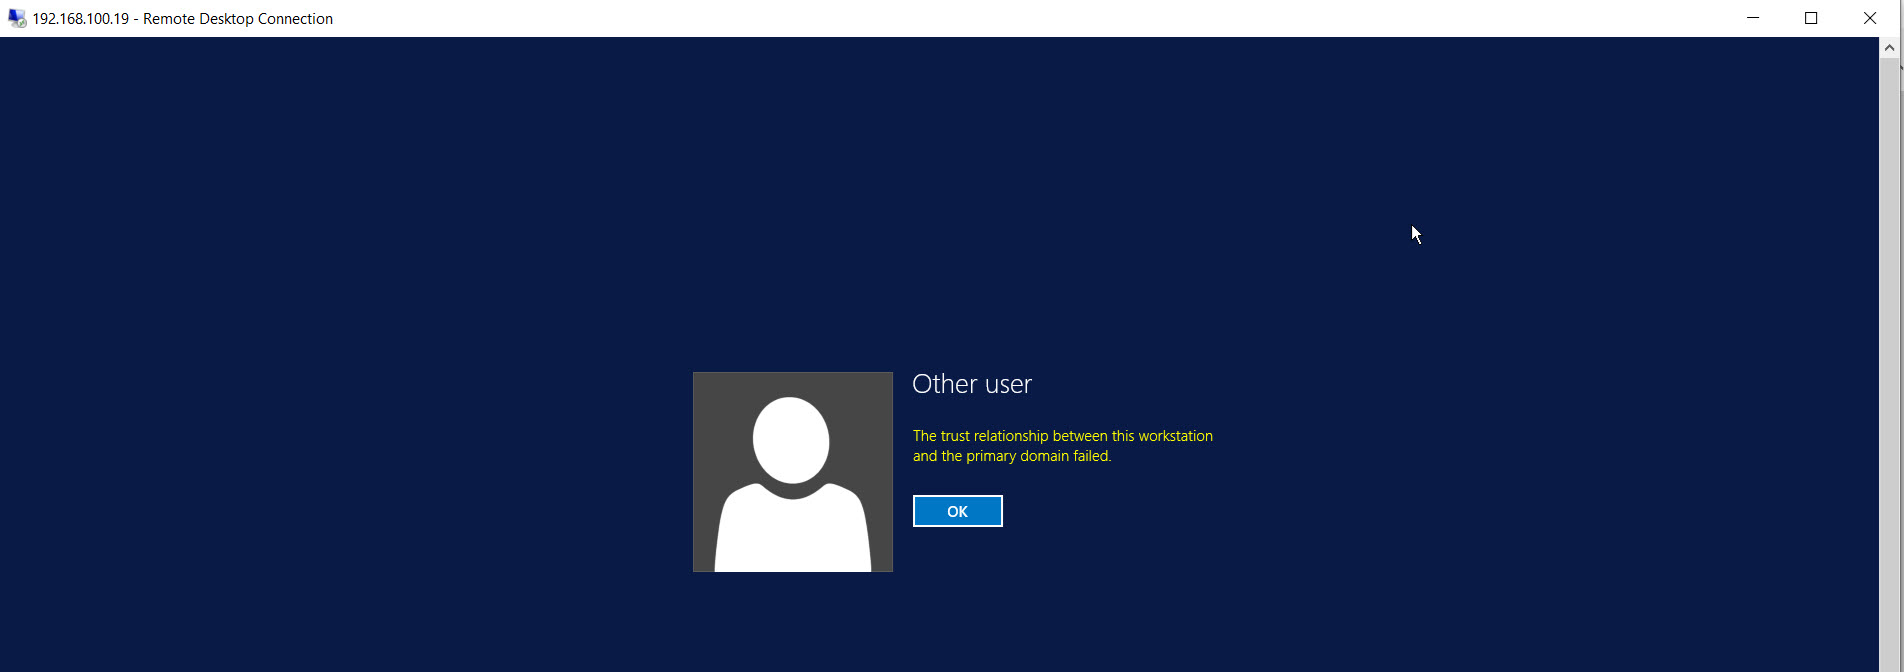 192.168.100.19 - Remote Desktop Connection
Other user
The trust relationship between this workstation
and the primary domain failed.
OK